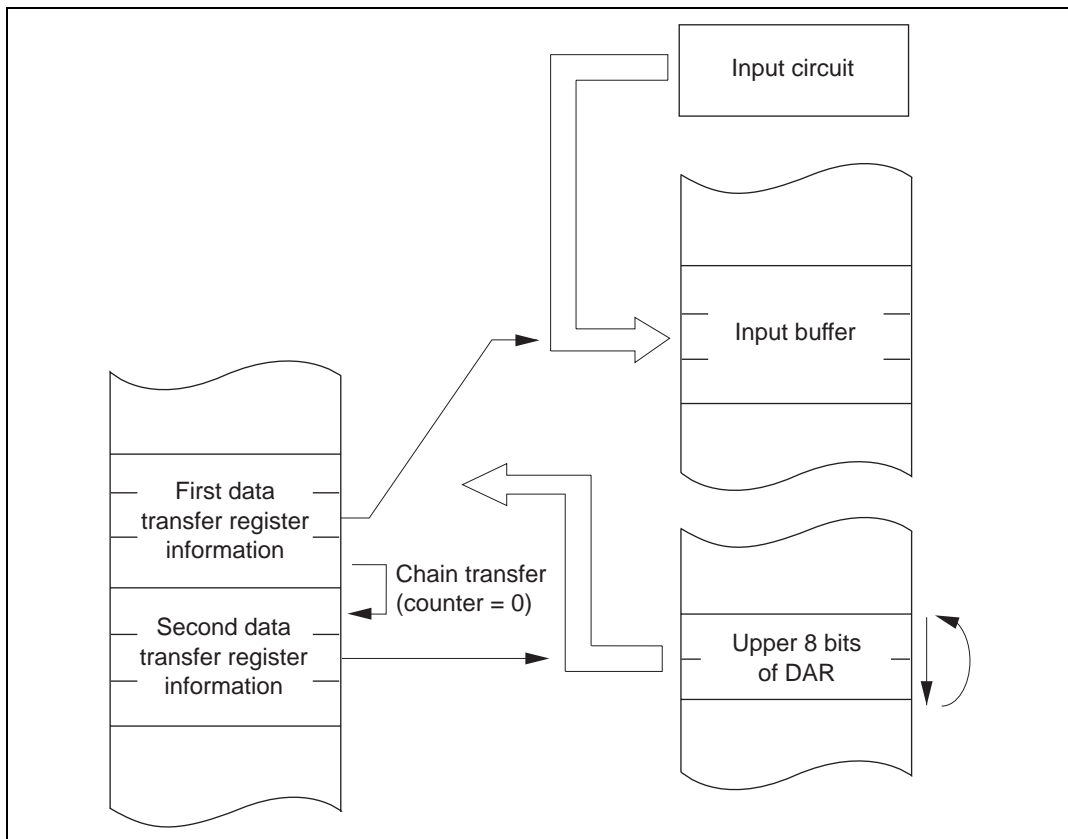 Input circuit
Input buffer
First data
transfer register
information
Chain transfer
(counter = 0)
Second data
transfer register
information
Upper 8 bits
of DAR